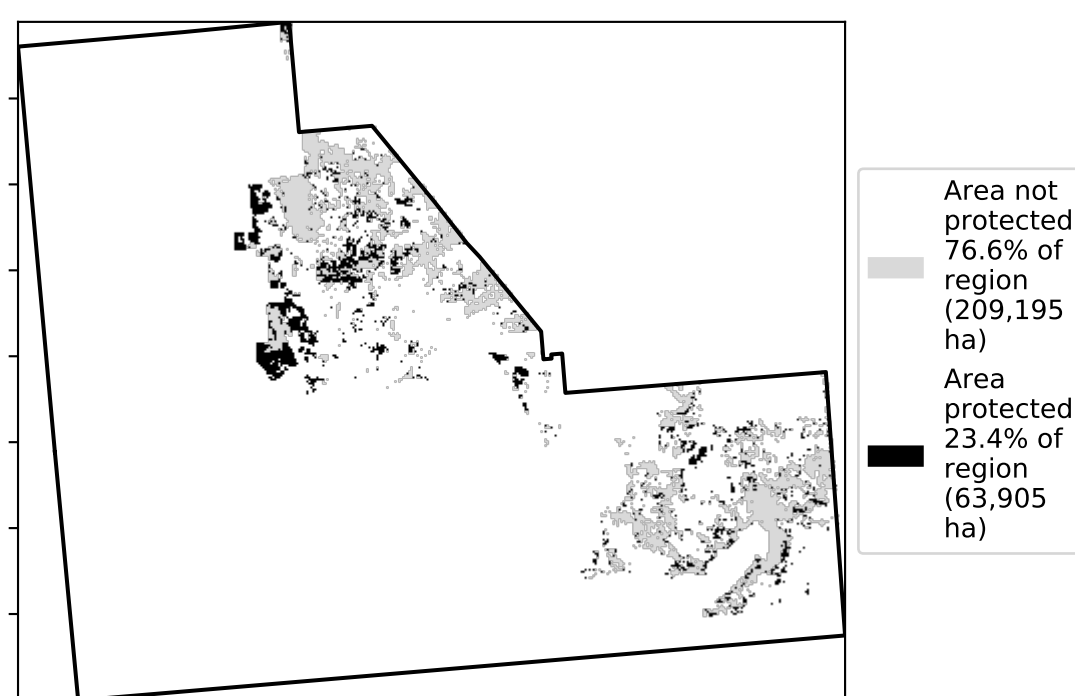 Area not
protected
76.6% of
region
(209,195
ha)
Area
protected
23.4% of
region
(63,905
ha)